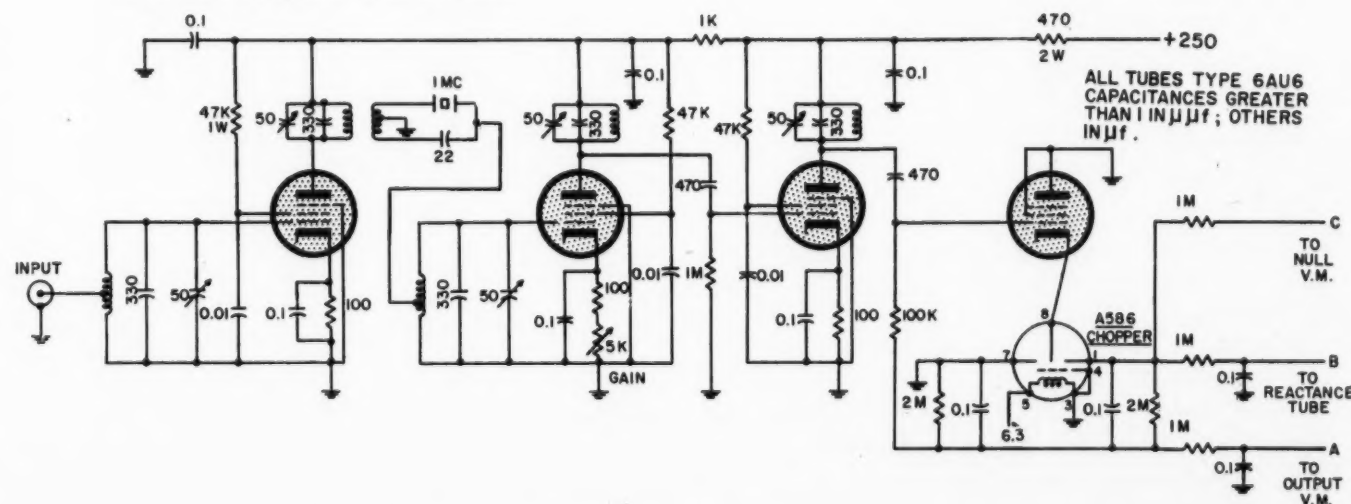 0.1
1K
470
2W
+250
ALL TUBES TYPE 6AU6
CAPACITANCES GREATER
THAN 1 IN μμf; OTHERS
IN μf.
47K
1W
50
330
1MC
22
50
330
0.1
47K
47K
50
330
0.1
470
470
INPUT
330
50
0.01
0.1
100
330
50
0.1
100
5K
GAIN
0.01
1M
0.01
0.1
100
100K
1M
C
TO
NULL
V.M.
8
A586
CHOPPER
7
1
4
5
3
6.3
2M
0.1
0.1
2M
1M
0.1
B
TO
REACTANCE
TUBE
1M
0.1
A
TO
OUTPUT
V.M.